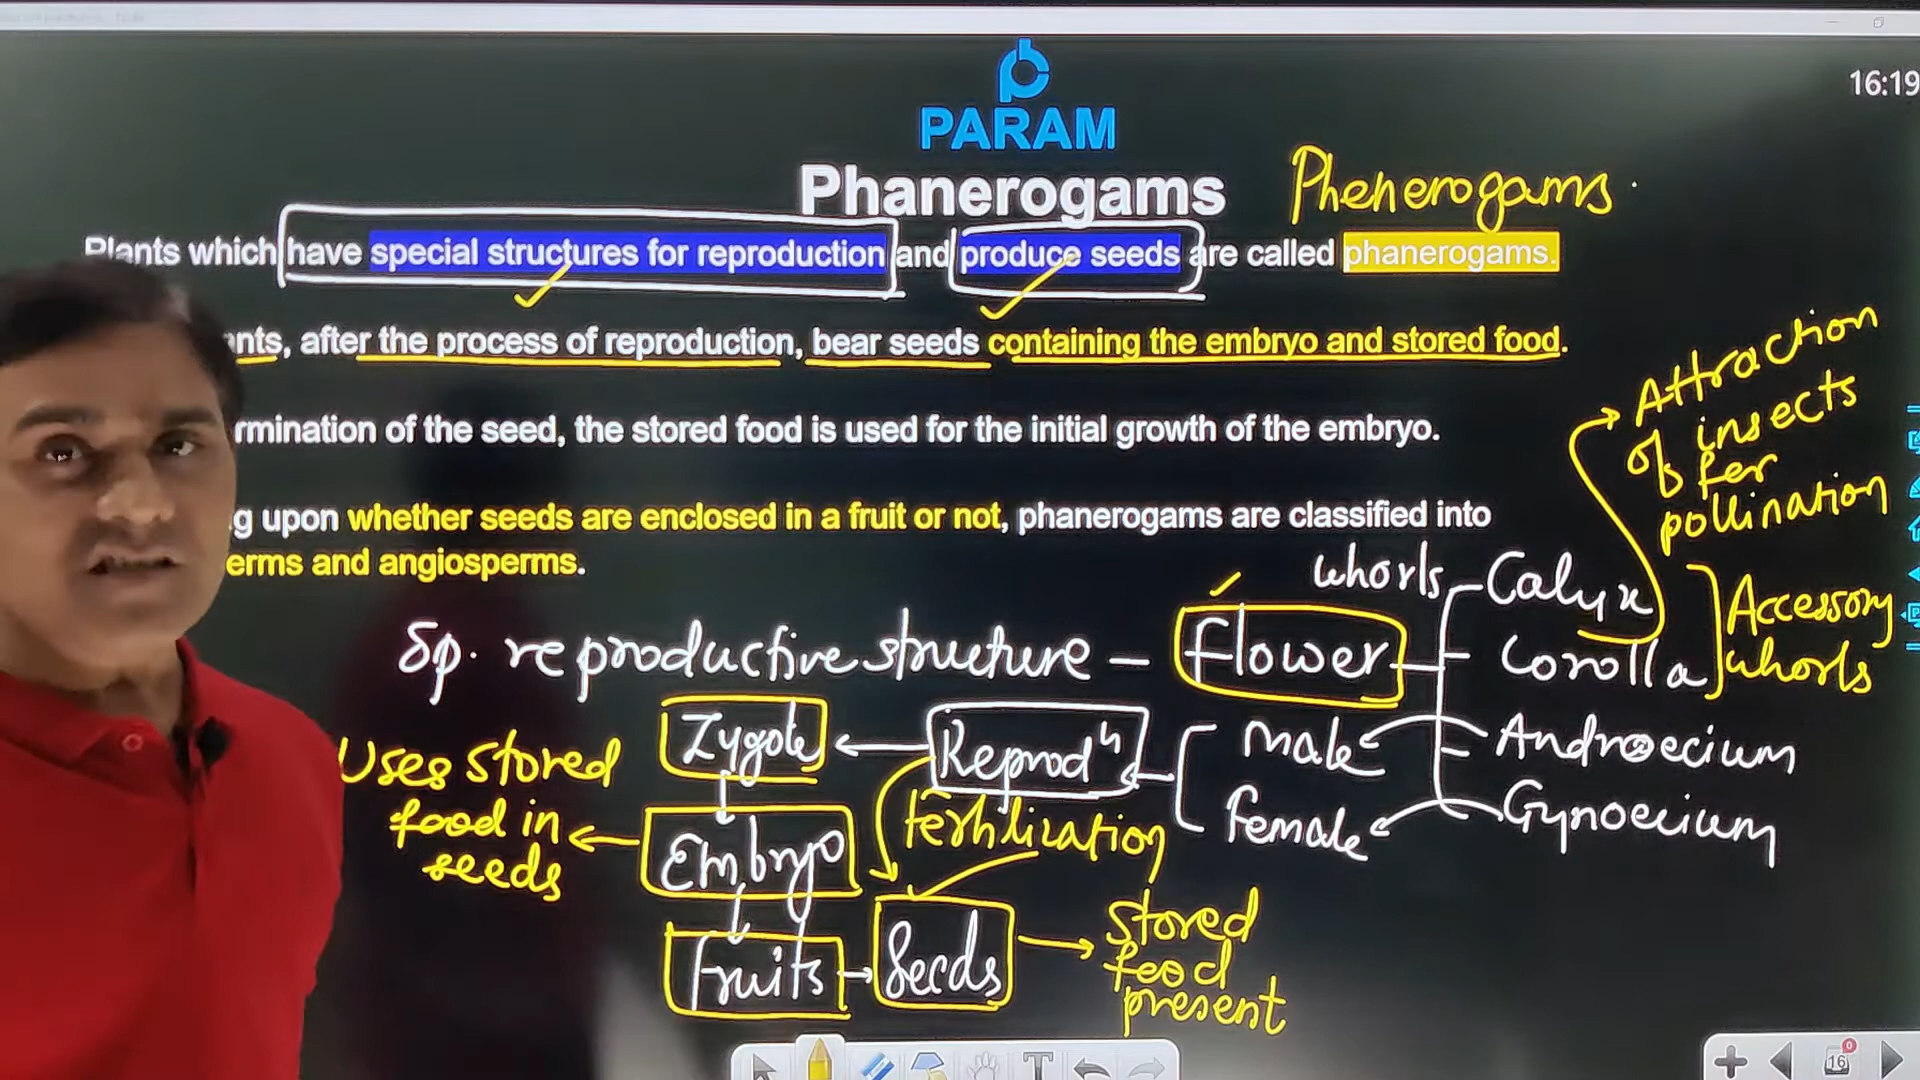 16:19
PARAM
Phanerogams
Phenerogams.
Plants which have special structures for reproduction and produce seeds are called phanerogams.
, after the process of reproduction, bear seeds containing the embryo and stored food.
of the seed, the stored food is used for the initial growth of the embryo.
upon whether seeds are enclosed in a fruit or not, phanerogams are classified into
and angiosperms.
Attraction
of insects
for
pollination
whorls
Calyx
Corolla
Accessory
whorls
Androecium
Gynoecium
Sp. reproductive structure - flower
male
female
Reprodⁿ
Zygote
Fertilization
Embryo
Uses stored
food in
seeds
Fruits
Seeds
Stored
food
present
16
0